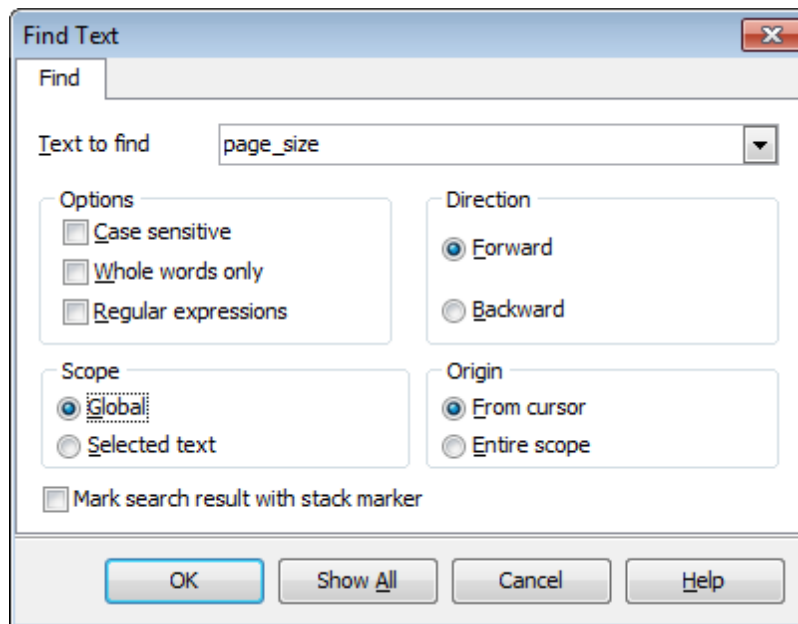 Find Text
Find
Text to find page_size
Options
Case sensitive
Whole words only
Regular expressions
Direction
Forward
Backward
Scope
Global
Selected text
Origin
From cursor
Entire scope
Mark search result with stack marker
OK Show All Cancel Help